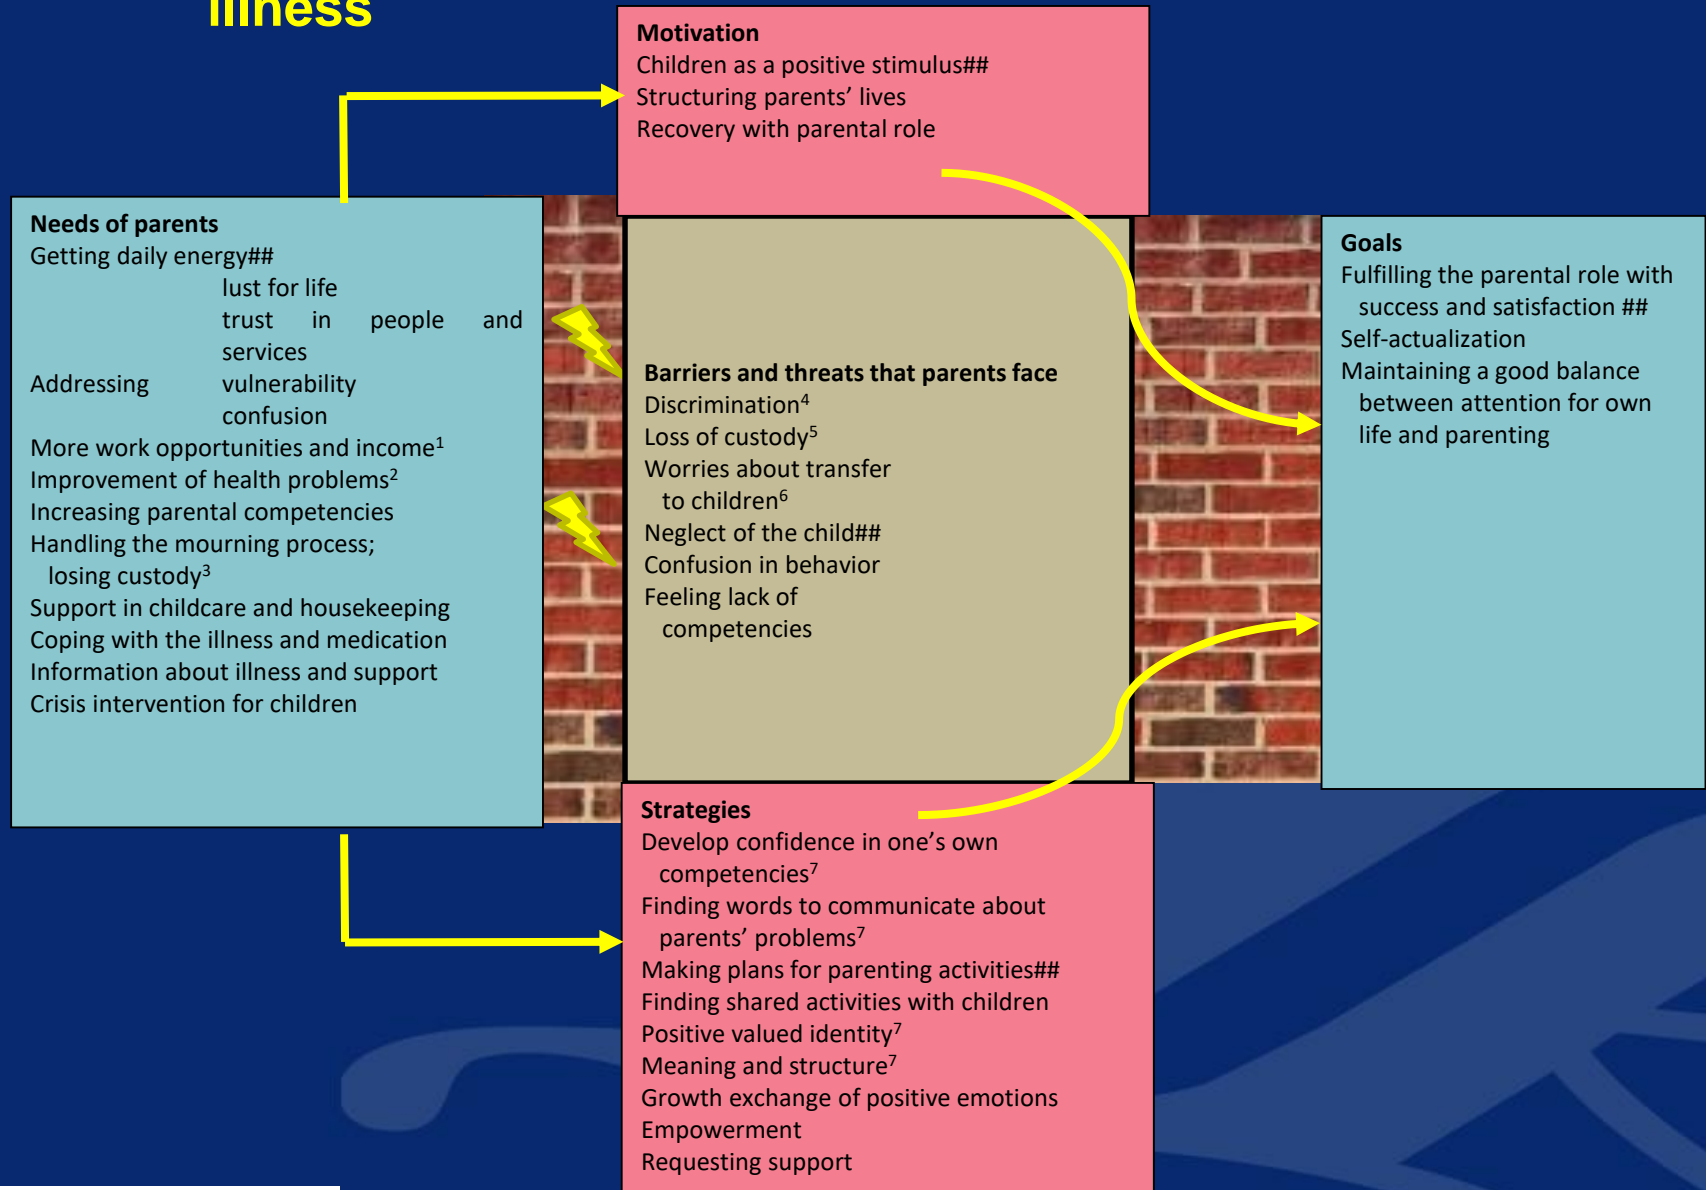 illness
Motivation
Children as a positive stimulus##
Structuring parents’ lives
Recovery with parental role
Needs of parents
Getting daily energy##
lust for life
trust in people and
services
Addressing vulnerability
confusion
More work opportunities and income¹
Improvement of health problems²
Increasing parental competencies
Handling the mourning process;
losing custody³
Support in childcare and housekeeping
Coping with the illness and medication
Information about illness and support
Crisis intervention for children
Barriers and threats that parents face
Discrimination⁴
Loss of custody⁵
Worries about transfer
to children⁶
Neglect of the child##
Confusion in behavior
Feeling lack of
competencies
Goals
Fulfilling the parental role with
success and satisfaction ##
Self-actualization
Maintaining a good balance
between attention for own
life and parenting
Strategies
Develop confidence in one’s own
competencies⁷
Finding words to communicate about
parents’ problems⁷
Making plans for parenting activities##
Finding shared activities with children
Positive valued identity⁷
Meaning and structure⁷
Growth exchange of positive emotions
Empowerment
Requesting support